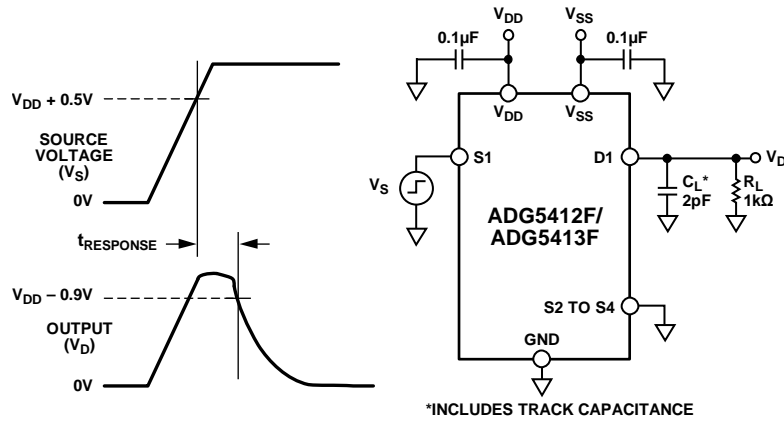 V_DD + 0.5V
SOURCE
VOLTAGE
(V_S)
0V
t_RESPONSE
V_DD – 0.9V
OUTPUT
(V_D)
0V
V_DD
V_SS
0.1µF
0.1µF
V_DD
V_SS
S1
D1
V_D
V_S
C_L*
2pF
R_L
1kΩ
ADG5412F/
ADG5413F
S2 TO S4
GND
*INCLUDES TRACK CAPACITANCE